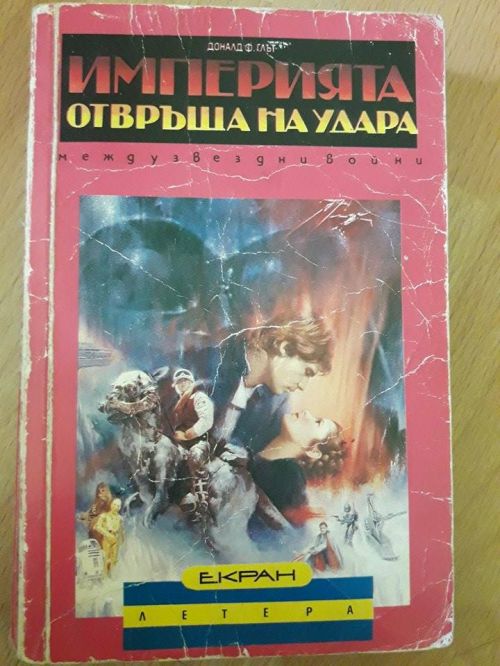 ДОНАЛД Ф. ГЛЪТ
ИМПЕРИЯТА
ОТВРЪЩА НА УДАРА
междузвездни войни
ЕКРАН
ЛЕТЕРА